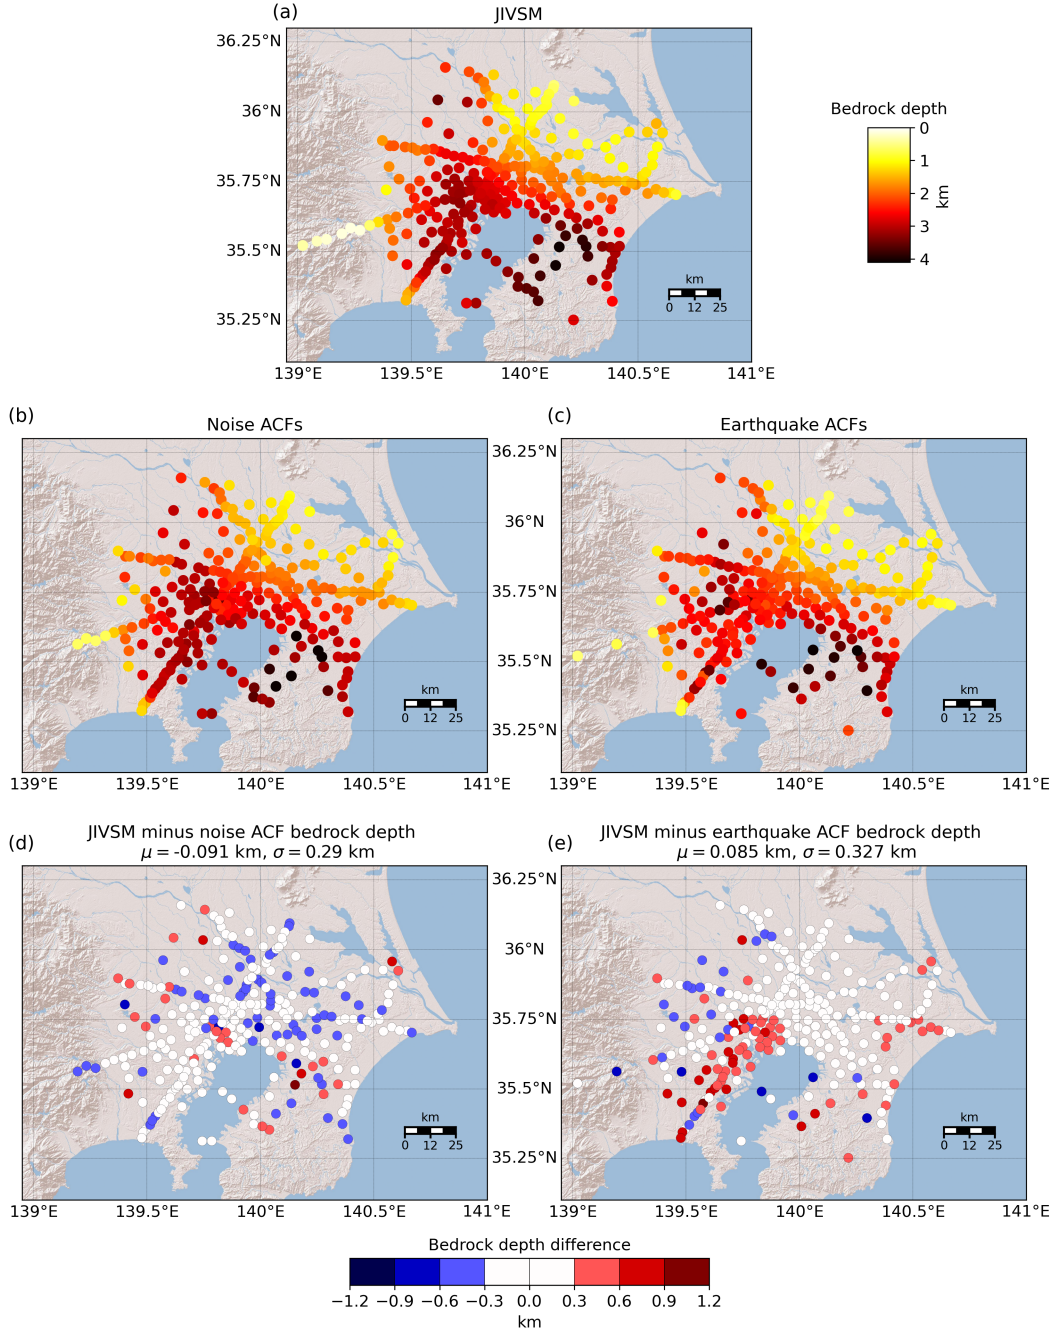 (a)
JIVSM
36.25°N
36°N
35.75°N
35.5°N
35.25°N
139°E 139.5°E 140°E 140.5°E 141°E
km
0 12 25
Bedrock depth
0
1
2
3
4
km
(b)
Noise ACFs
139°E 139.5°E 140°E 140.5°E 141°E
km
0 12 25
(c)
Earthquake ACFs
36.25°N
36°N
35.75°N
35.5°N
35.25°N
139°E 139.5°E 140°E 140.5°E 141°E
km
0 12 25
(d)
JIVSM minus noise ACF bedrock depth
μ = -0.091 km, σ = 0.29 km
139°E 139.5°E 140°E 140.5°E 141°E
km
0 12 25
(e)
JIVSM minus earthquake ACF bedrock depth
μ = 0.085 km, σ = 0.327 km
36.25°N
36°N
35.75°N
35.5°N
35.25°N
139°E 139.5°E 140°E 140.5°E 141°E
km
0 12 25
Bedrock depth difference
−1.2 −0.9 −0.6 −0.3 0.0 0.3 0.6 0.9 1.2
km